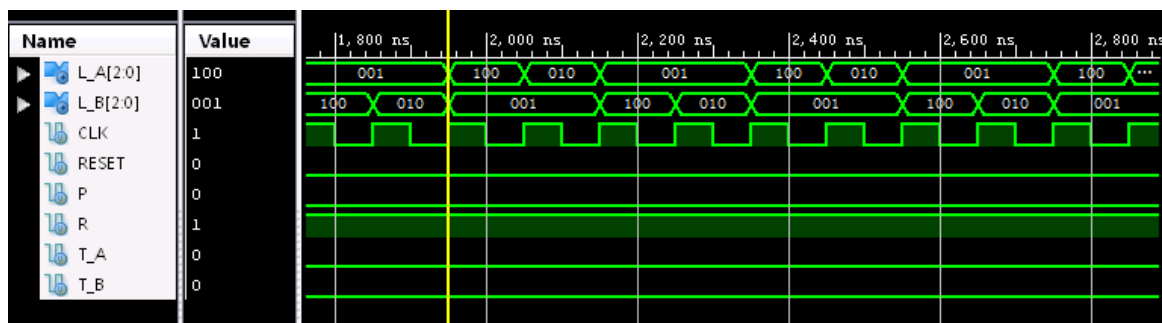 Name Value 1,800 ns 2,000 ns 2,200 ns 2,400 ns 2,600 ns 2,800 ns
L_A[2:0] 100 001 100 010 001 100 010 001 100 ...
L_B[2:0] 001 100 010 001 100 010 001 100 010 001
CLK 1
RESET 0
P 0
R 1
T_A 0
T_B 0